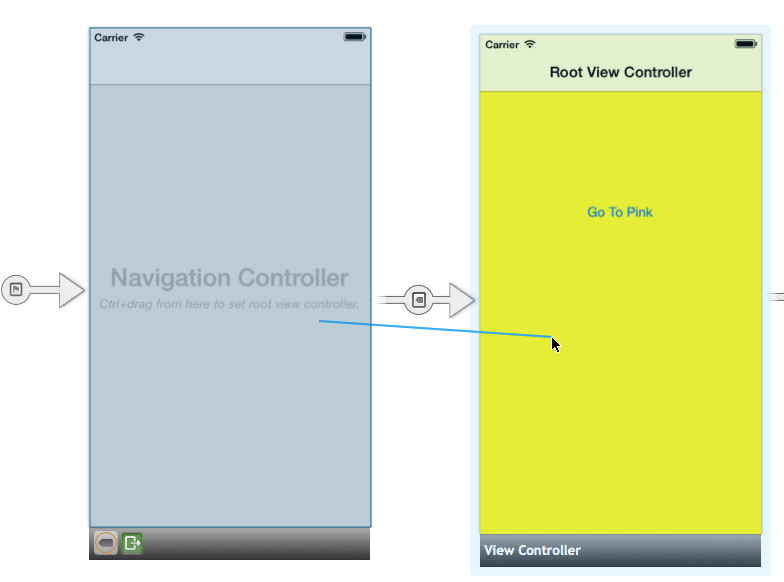 Carrier
Navigation Controller
Ctrl+drag from here to set root view controller.
Carrier
Root View Controller
Go To Pink
View Controller